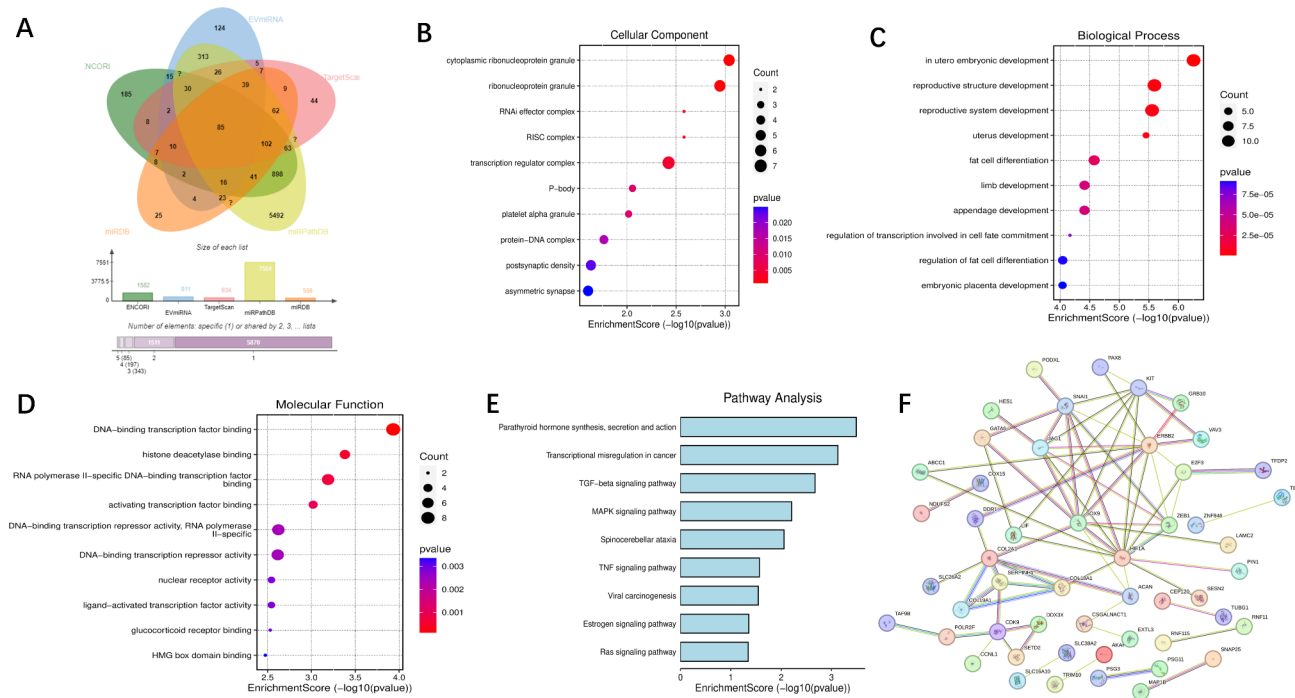 A
EVmiRNA
124
313
5
?
15
?
26
7
ENCORI
TargetScan
185
30
39
9
44
2
62
8
85
?
10
102
63
7
8
2
16
41
898
4
23
?
25
5492
miRDB
miRPathDB
Size of each list
7551
3775.5
0
1582
811
634
7551
568
ENCORI
EVmiRNA
TargetScan
miRPathDB
miRDB
Number of elements: specific (1) or shared by 2, 3, ... lists
1511
5870
5 (85)
4 (197)
3 (343)
2
1
B
Cellular Component
cytoplasmic ribonucleoprotein granule
ribonucleoprotein granule
RNAi effector complex
RISC complex
transcription regulator complex
P−body
platelet alpha granule
protein−DNA complex
postsynaptic density
asymmetric synapse
2.0
2.5
3.0
EnrichmentScore (−log10(pvalue))
Count
2
3
4
5
6
7
pvalue
0.020
0.015
0.010
0.005
C
Biological Process
in utero embryonic development
reproductive structure development
reproductive system development
uterus development
fat cell differentiation
limb development
appendage development
regulation of transcription involved in cell fate commitment
regulation of fat cell differentiation
embryonic placenta development
4.0
4.5
5.0
5.5
6.0
EnrichmentScore (−log10(pvalue))
Count
5.0
7.5
10.0
pvalue
7.5e−05
5.0e−05
2.5e−05
D
Molecular Function
DNA−binding transcription factor binding
histone deacetylase binding
RNA polymerase II−specific DNA−binding transcription factor
binding
activating transcription factor binding
DNA−binding transcription repressor activity, RNA polymerase
II−specific
DNA−binding transcription repressor activity
nuclear receptor activity
ligand−activated transcription factor activity
glucocorticoid receptor binding
HMG box domain binding
2.5
3.0
3.5
4.0
EnrichmentScore (−log10(pvalue))
Count
2
4
6
8
pvalue
0.003
0.002
0.001
E
Pathway Analysis
Parathyroid hormone synthesis, secretion and action
Transcriptional misregulation in cancer
TGF−beta signaling pathway
MAPK signaling pathway
Spinocerebellar ataxia
TNF signaling pathway
Viral carcinogenesis
Estrogen signaling pathway
Ras signaling pathway
0
1
2
3
EnrichmentScore (−log10(pvalue))
F
PODXL
PAX8
KIT
SNAI1
GRB10
HES1
GATA6
JAG1
ERBB2
VAV3
ABCC1
COX15
E2F3
TFDP2
NDUFS2
DDR1
LIF
SOX9
ZEB1
ZNF846
LAMC2
COL2A1
HIF1A
PIN1
SLC25A2
SERPINH1
COL19A1
COL18A1
ACAN
CEP120
SESN2
TUBG1
TAF9B
POLR2F
CDK9
DDX3X
CSGALNACT1
EXTL3
RNF11
RNF115
CCNL1
SETD2
SLC38A2
AKAP
SLC16A10
TRIM10
PSG3
PSG11
SNAP25
MAP1B